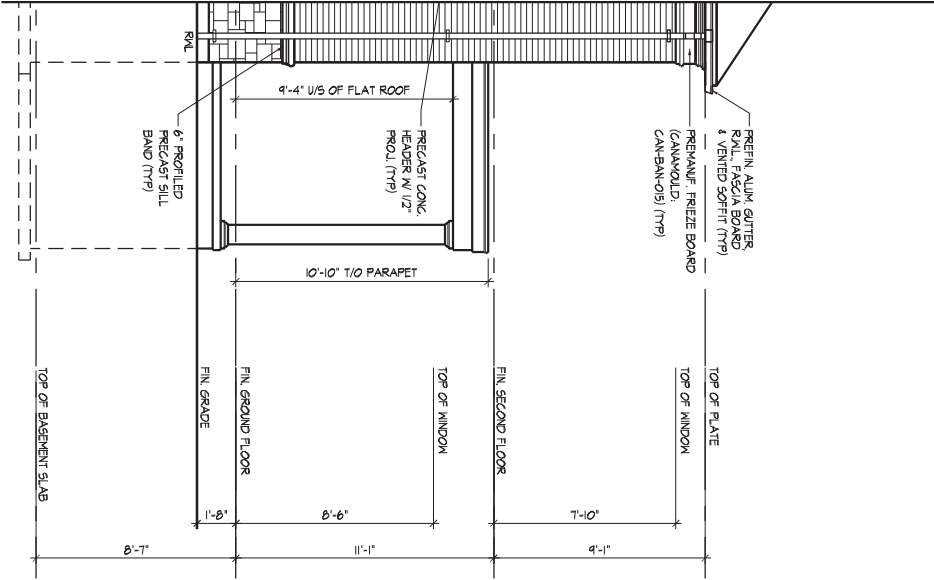 RWL
9'-4" U/S OF FLAT ROOF
6" PROFILED
PRECAST SILL
BAND (TYP)
PRECAST CONC.
HEADER W/ 1/2"
PROJ. (TYP)
PREMANUF. FRIEZE BOARD
(CANAMOULD:
CAN-BAN-015) (TYP)
PREFIN. ALUM. GUTTER,
RWL, FASCIA BOARD
& VENTED SOFFIT (TYP)
10'-10" T/O PARAPET
TOP OF BASEMENT SLAB
FIN. GRADE
FIN. GROUND FLOOR
TOP OF WINDOW
FIN. SECOND FLOOR
TOP OF WINDOW
TOP OF PLATE
1'-8"
8'-6"
7'-10"
8'-7"
11'-1"
9'-1"